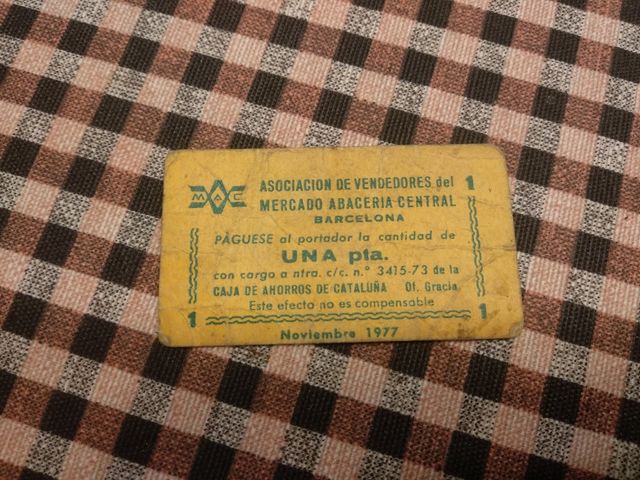 MAC
ASOCIACION DE VENDEDORES del 1
MERCADO ABACERIA CENTRAL
BARCELONA
PÁGUESE al portador la cantidad de
UNA pta.
con cargo a ntra. c/c. n.° 3415-73 de la
CAJA DE AHORROS DE CATALUÑA Of. Gracia
Este efecto no es compensable
1 1
Noviembre 1977